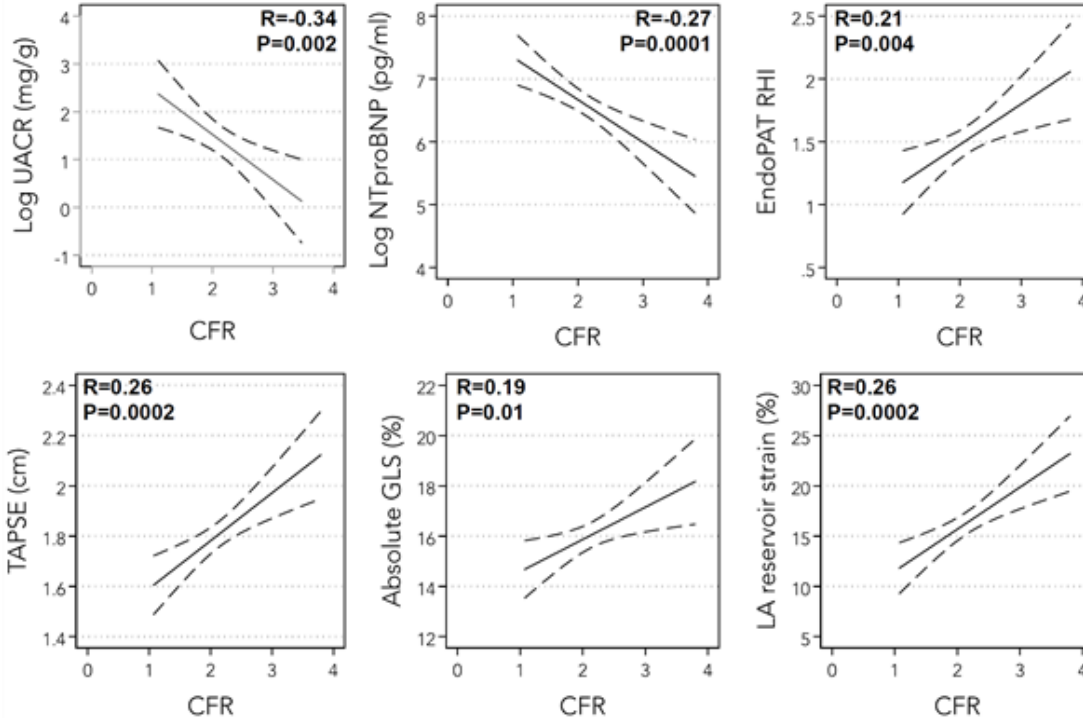 Log UACR (mg/g)
4
3
2
1
0
-1
R=-0.34
P=0.002
0 1 2 3 4
CFR
Log NTproBNP (pg/ml)
8
7
6
5
4
R=-0.27
P=0.0001
0 1 2 3 4
CFR
EndoPAT RHI
2.5
2
1.5
1
.5
R=0.21
P=0.004
0 1 2 3 4
CFR
TAPSE (cm)
2.4
2.2
2
1.8
1.6
1.4
R=0.26
P=0.0002
0 1 2 3 4
CFR
Absolute GLS (%)
22
20
18
16
14
12
R=0.19
P=0.01
0 1 2 3 4
CFR
LA reservoir strain (%)
30
25
20
15
10
5
R=0.26
P=0.0002
0 1 2 3 4
CFR